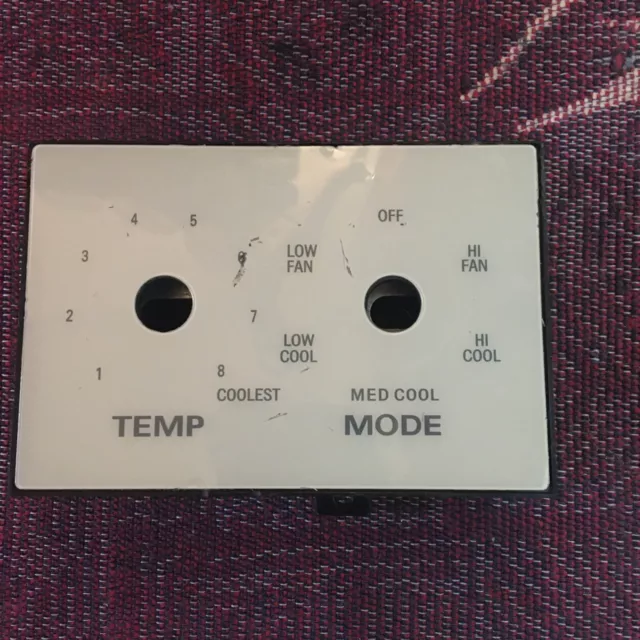 4
5
OFF
3
6
LOW
FAN
HI
FAN
2
7
LOW
COOL
HI
COOL
1
8
COOLEST
MED COOL
TEMP
MODE